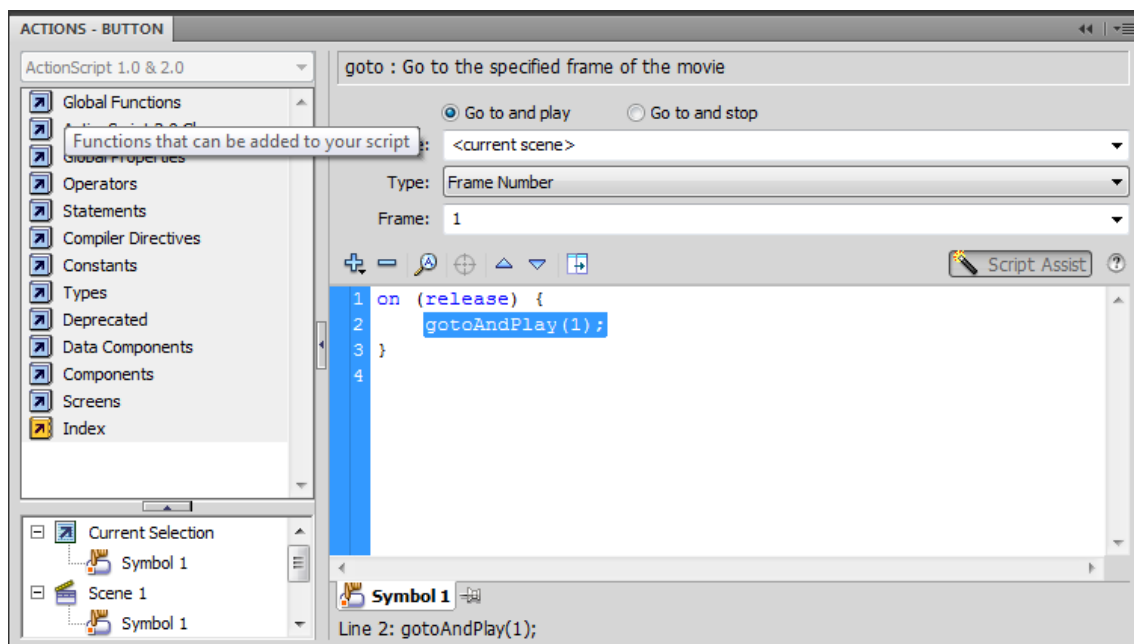 ACTIONS - BUTTON
ActionScript 1.0 & 2.0
Global Functions
Functions that can be added to your script
Global Properties
Operators
Statements
Compiler Directives
Constants
Types
Deprecated
Data Components
Components
Screens
Index
Current Selection
Symbol 1
Scene 1
Symbol 1
goto : Go to the specified frame of the movie
Go to and play Go to and stop
<current scene>
Type: Frame Number
Frame: 1
Script Assist ?
1 on (release) {
2 gotoAndPlay(1);
3 }
4
Symbol 1
Line 2: gotoAndPlay(1);